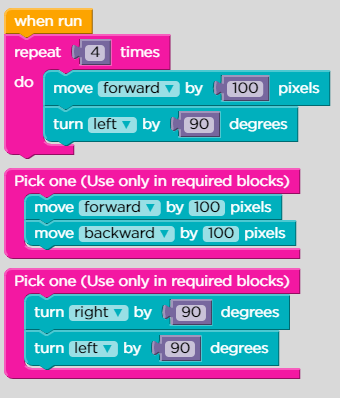 when run
repeat 4 times
do move forward ▼ by 100 pixels
turn left ▼ by 90 degrees
Pick one (Use only in required blocks)
move forward ▼ by 100 pixels
move backward ▼ by 100 pixels
Pick one (Use only in required blocks)
turn right ▼ by 90 degrees
turn left ▼ by 90 degrees